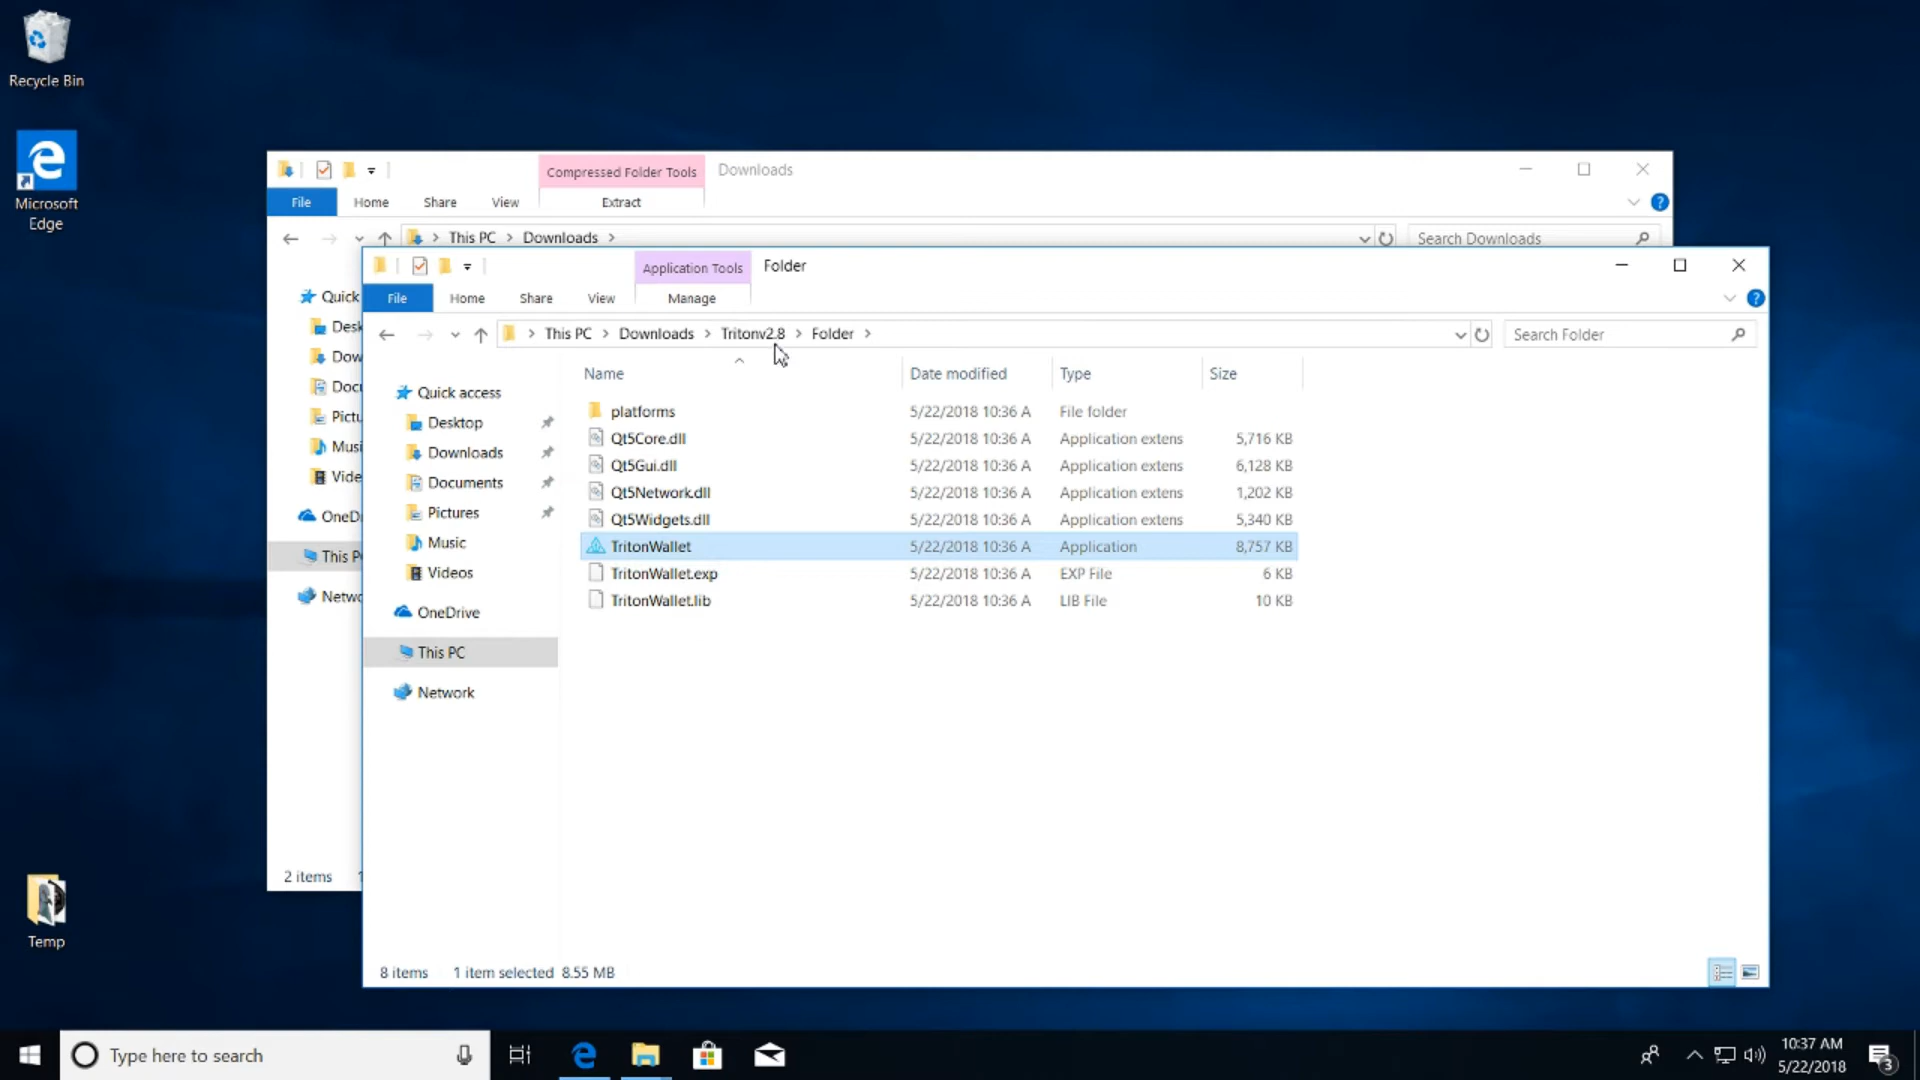 Recycle Bin
Microsoft
Edge
Temp
Compressed Folder Tools
Downloads
File
Home
Share
View
Extract
This PC > Downloads >
Search Downloads
Quick
Desk
Dow
Docu
Pictu
Musi
Vide
OneD
This P
Netwo
2 items
Application Tools
Folder
File
Home
Share
View
Manage
This PC > Downloads > Tritonv2.8 > Folder >
Search Folder
Quick access
Desktop
Downloads
Documents
Pictures
Music
Videos
OneDrive
This PC
Network
Name Date modified Type Size
platforms 5/22/2018 10:36 A File folder
Qt5Core.dll 5/22/2018 10:36 A Application extens 5,716 KB
Qt5Gui.dll 5/22/2018 10:36 A Application extens 6,128 KB
Qt5Network.dll 5/22/2018 10:36 A Application extens 1,202 KB
Qt5Widgets.dll 5/22/2018 10:36 A Application extens 5,340 KB
TritonWallet 5/22/2018 10:36 A Application 8,757 KB
TritonWallet.exp 5/22/2018 10:36 A EXP File 6 KB
TritonWallet.lib 5/22/2018 10:36 A LIB File 10 KB
8 items 1 item selected 8.55 MB
Type here to search
10:37 AM
5/22/2018
3